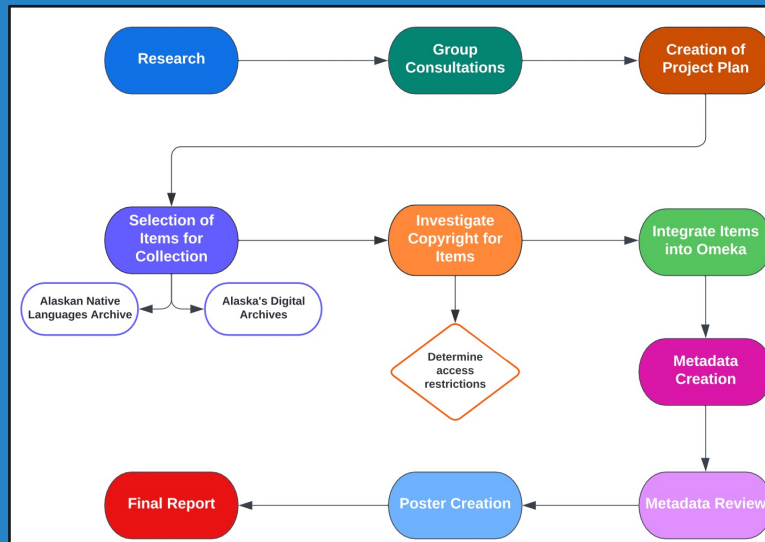 Research
Group
Consultations
Creation of
Project Plan
Selection of
Items for
Collection
Investigate
Copyright for
Items
Integrate Items
into Omeka
Alaskan Native
Languages Archive
Alaska's Digital
Archives
Determine
access
restrictions
Metadata
Creation
Final Report
Poster Creation
Metadata Review